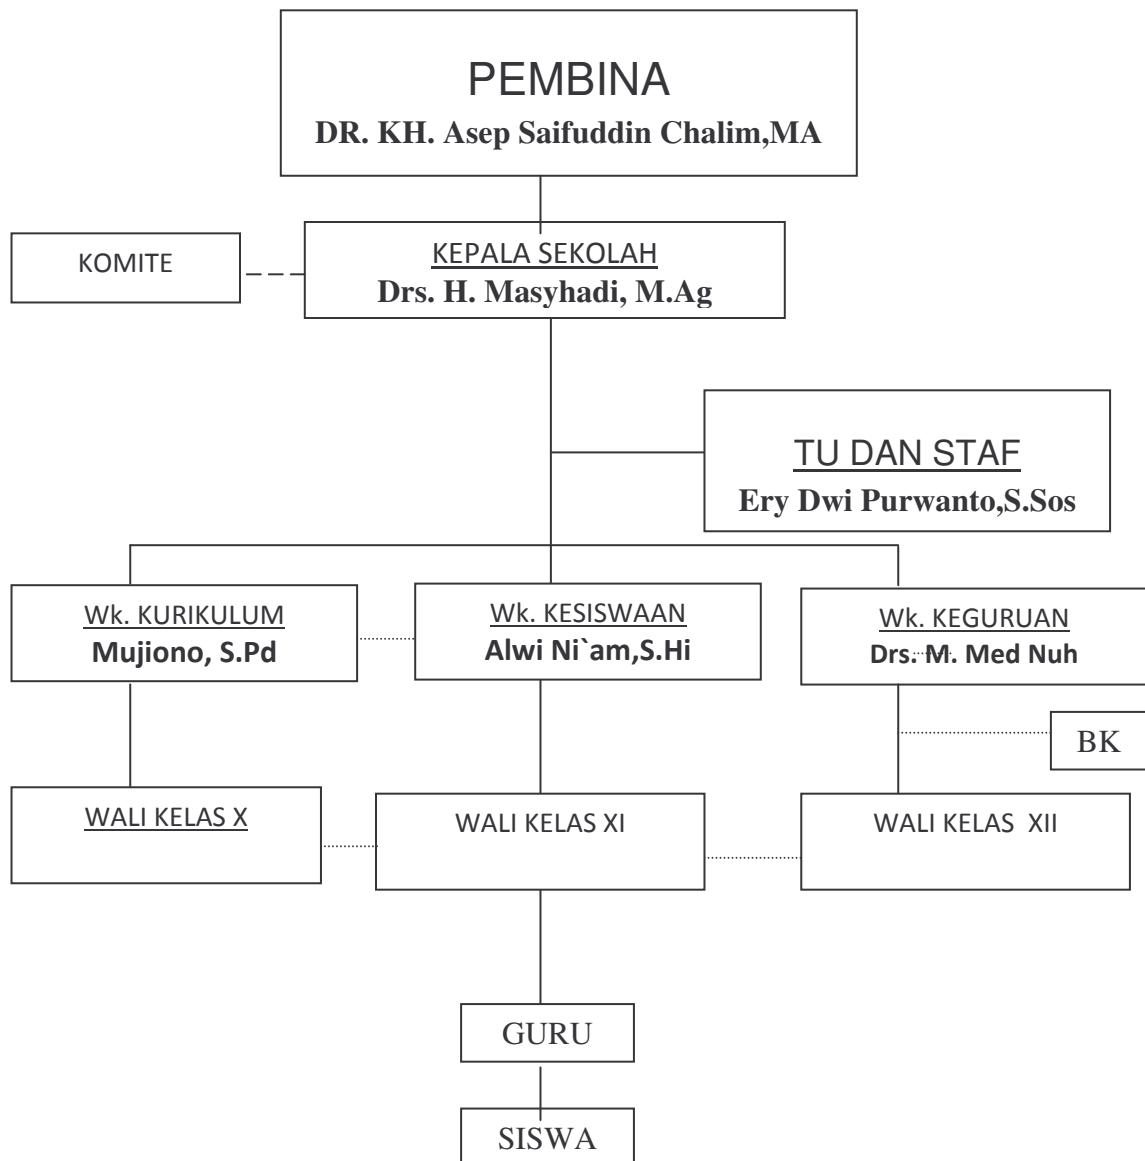 PEMBINA
DR. KH. Asep Saifuddin Chalim,MA
KOMITE
KEPALA SEKOLAH
Drs. H. Masyhadi, M.Ag
TU DAN STAF
Ery Dwi Purwanto,S.Sos
Wk. KURIKULUM
Mujiono, S.Pd
Wk. KESISWAAN
Alwi Ni`am,S.Hi
Wk. KEGURUAN
Drs. M. Med Nuh
BK
WALI KELAS X
WALI KELAS XI
WALI KELAS  XII
GURU
SISWA